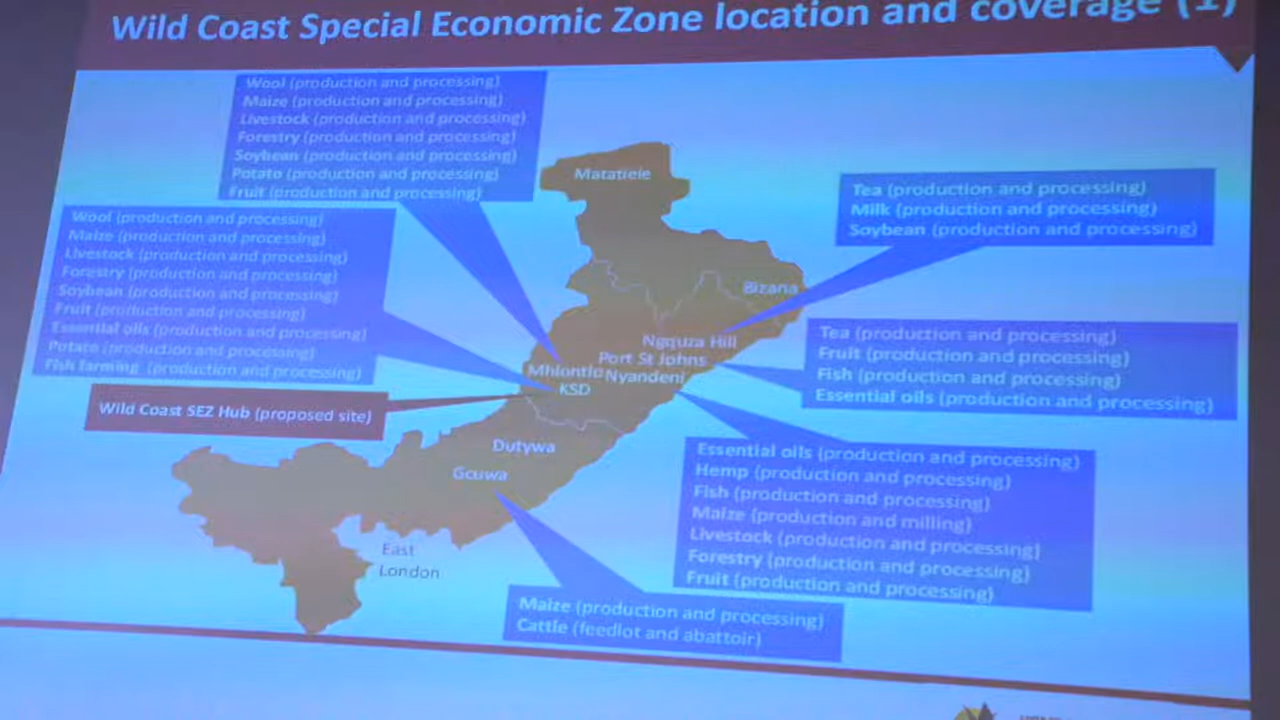 Wild Coast Special Economic Zone location and coverage (1)
Wool (production and processing)
Maize (production and processing)
Livestock (production and processing)
Forestry (production and processing)
Soybean (production and processing)
Potato (production and processing)
Fruit (production and processing)
Wool (production and processing)
Maize (production and processing)
Livestock (production and processing)
Forestry (production and processing)
Soybean (production and processing)
Fruit (production and processing)
Essential oils (production and processing)
Potato (production and processing)
Fish farming (production and processing)
Wild Coast SEZ Hub (proposed site)
Matatiele
Bizana
Ngquza Hill
Port St Johns
Mhlontlo Nyandeni
KSD
Dutywa
Gcuwa
East
London
Tea (production and processing)
Milk (production and processing)
Soybean (production and processing)
Tea (production and processing)
Fruit (production and processing)
Fish (production and processing)
Essential oils (production and processing)
Essential oils (production and processing)
Hemp (production and processing)
Fish (production and processing)
Maize (production and milling)
Livestock (production and processing)
Forestry (production and processing)
Fruit (production and processing)
Maize (production and processing)
Cattle (feedlot and abattoir)